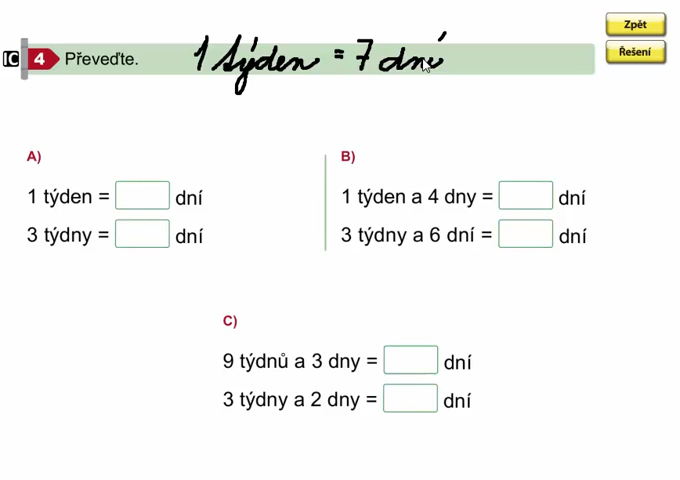 Zpět
Řešení
4 Převeďte.
1 týden = 7 dní
A)
1 týden = dní
3 týdny = dní
B)
1 týden a 4 dny = dní
3 týdny a 6 dní = dní
C)
9 týdnů a 3 dny = dní
3 týdny a 2 dny = dní